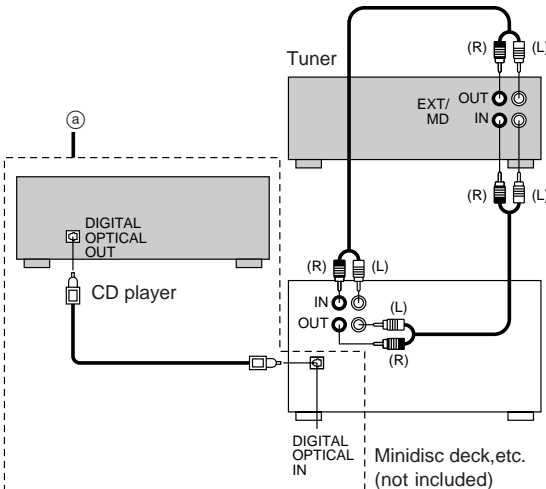 (R) (L)
Tuner
EXT/
MD
OUT
IN
ⓐ
(R) (L)
DIGITAL
OPTICAL
OUT
CD player
(R) (L)
IN
OUT
(L)
(R)
DIGITAL
OPTICAL
IN
Minidisc deck,etc.
(not included)